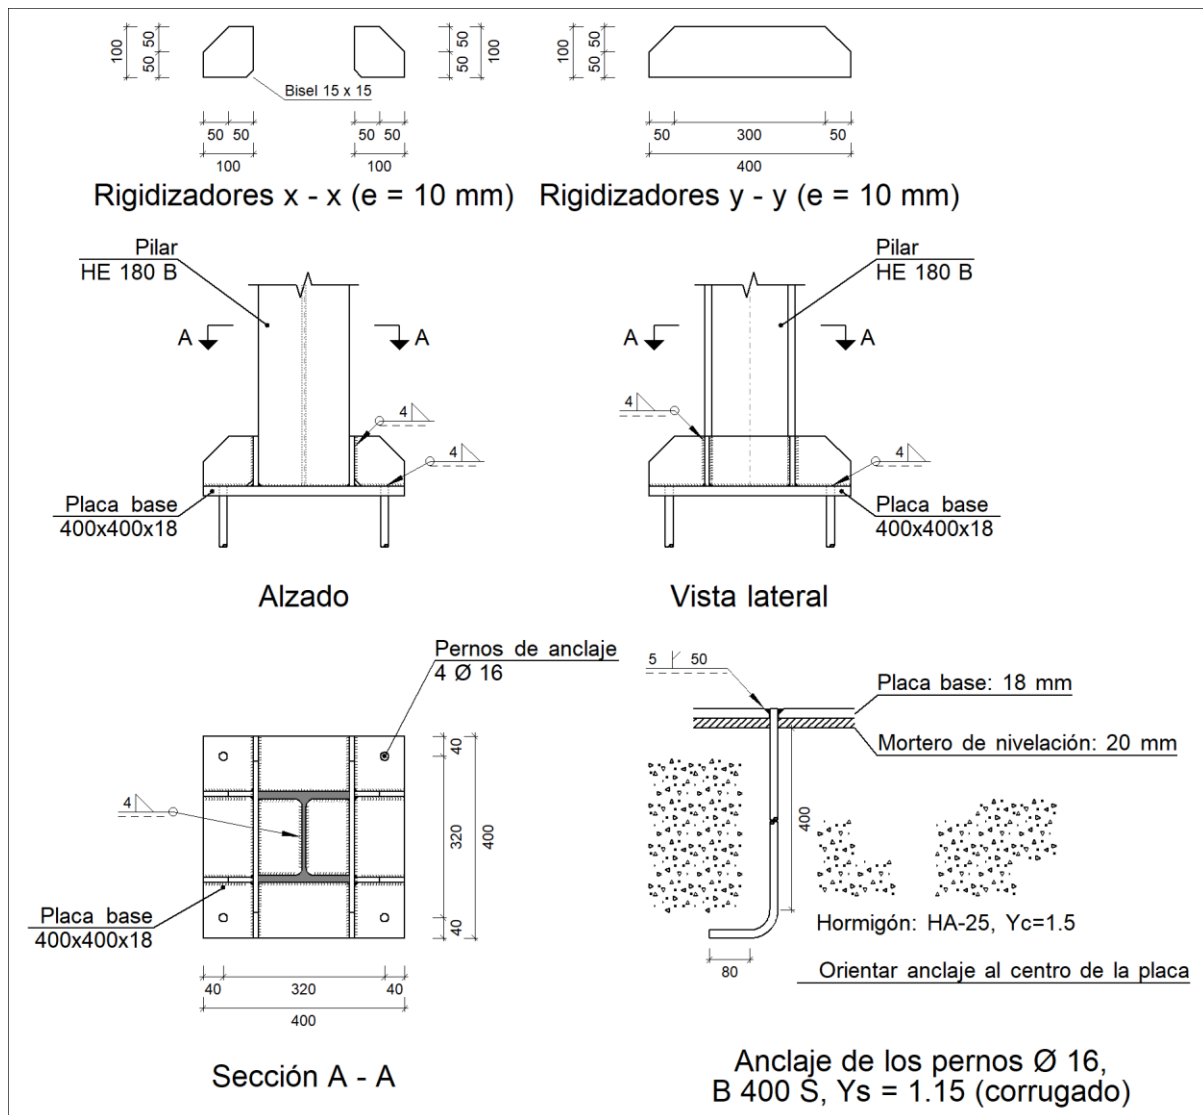 100
50
50
50
50
100
100
50
50
Bisel 15 x 15
50 50
100
50 50
100
50
300
50
400
Rigidizadores x - x (e = 10 mm)
Rigidizadores y - y (e = 10 mm)
Pilar
HE 180 B
Pilar
HE 180 B
A
A
A
A
4
4
4
4
Placa base
400x400x18
Placa base
400x400x18
Alzado
Vista lateral
Pernos de anclaje
4 Ø 16
4
40
320
40
400
Placa base
400x400x18
40
320
40
400
Sección A - A
5
50
Placa base: 18 mm
Mortero de nivelación: 20 mm
400
Hormigón: HA-25, Yc=1.5
80
Orientar anclaje al centro de la placa
Anclaje de los pernos Ø 16,
B 400 S, Ys = 1.15 (corrugado)